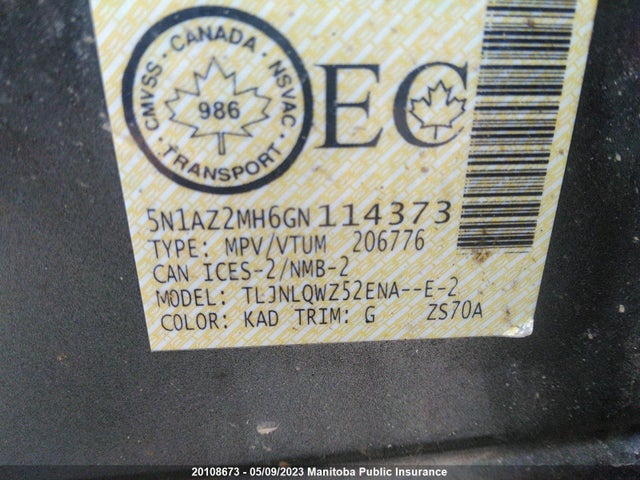 CANADA
CMVSS
NSVAC
986
TRANSPORT
EC
5N1AZ2MH6GN114373
TYPE: MPV/VTUM 206776
CAN ICES-2/NMB-2
MODEL: TLJNLQWZ52ENA--E-2
COLOR: KAD TRIM: G ZS70A
20108673 - 05/09/2023 Manitoba Public Insurance